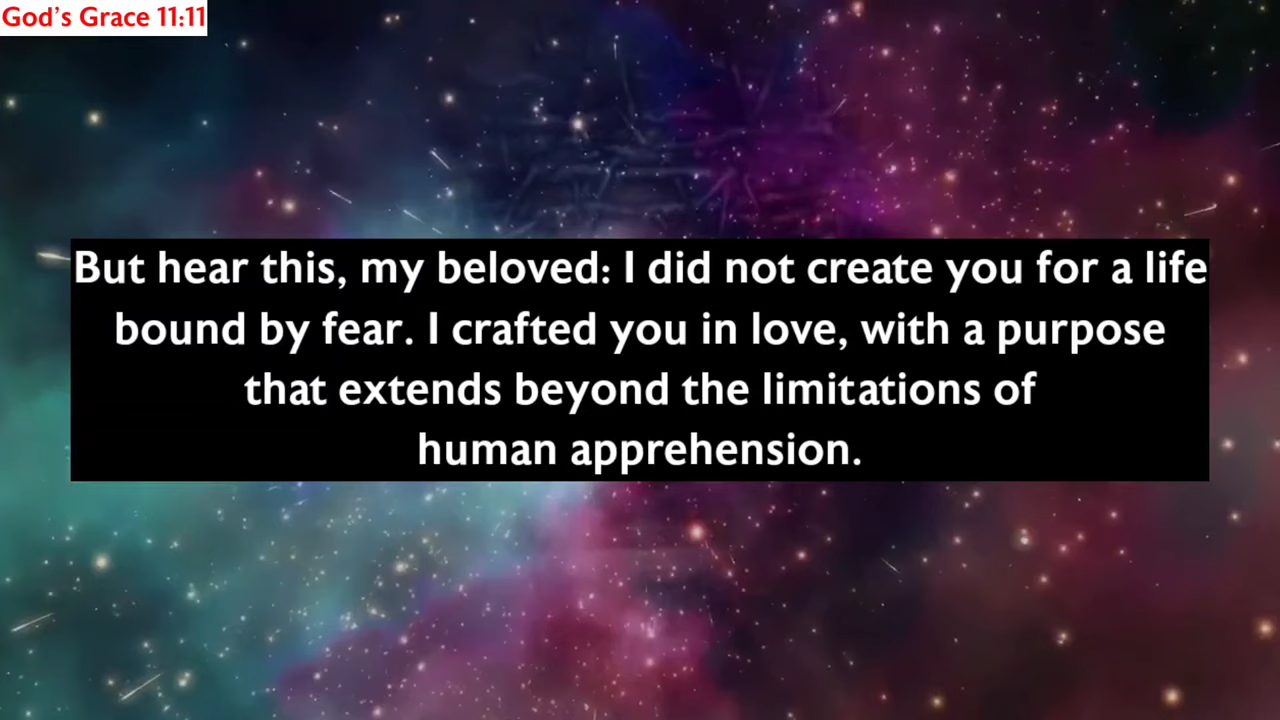 God's Grace 11:11
But hear this, my beloved: I did not create you for a life
bound by fear. I crafted you in love, with a purpose
that extends beyond the limitations of
human apprehension.